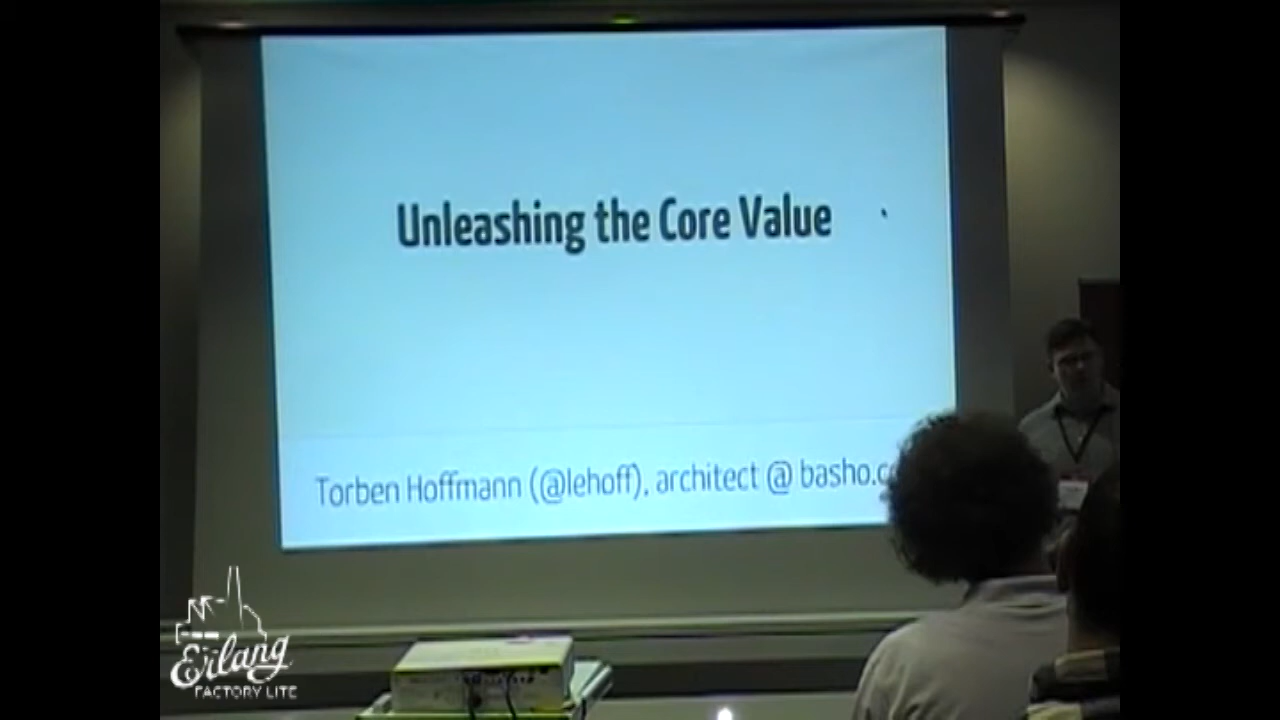 Unleashing the Core Value
Torben Hoffmann (@lehoff), architect @ basho.c
Erlang
FACTORY LITE